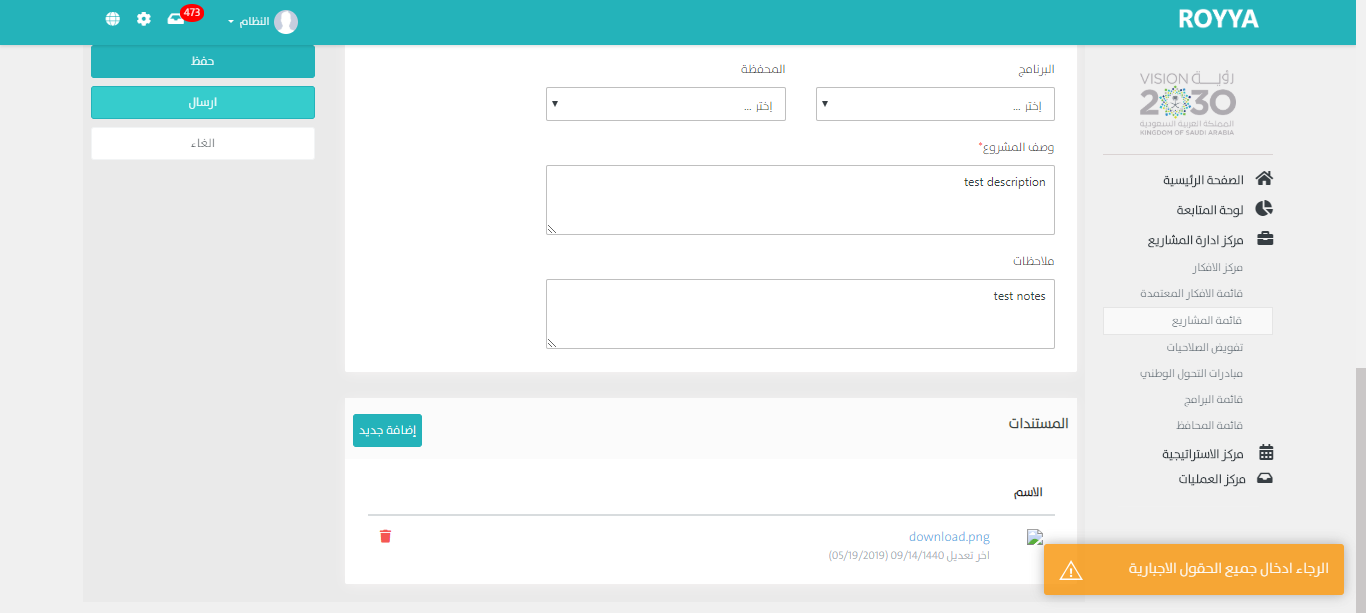 ROYYA
النظام
473
VISION رؤيـــة
2030
المملكة العربية السعودية
KINGDOM OF SAUDI ARABIA
الصفحة الرئيسية
لوحة المتابعة
مركز ادارة المشاريع
مركز الافكار
قائمة الافكار المعتمدة
قائمة المشاريع
تفويض الصلاحيات
مبادرات التحول الوطني
قائمة البرامج
قائمة المحافظ
مركز الاستراتيجية
مركز العمليات
البرنامج
إختر ...
المحفظة
إختر ...
وصف المشروع*
test description
ملاحظات
test notes
حفظ
ارسال
الغاء
المستندات
إضافة جديد
الاسم
download.png
اخر تعديل 09/14/1440 (05/19/2019)
الرجاء ادخال جميع الحقول الاجبارية